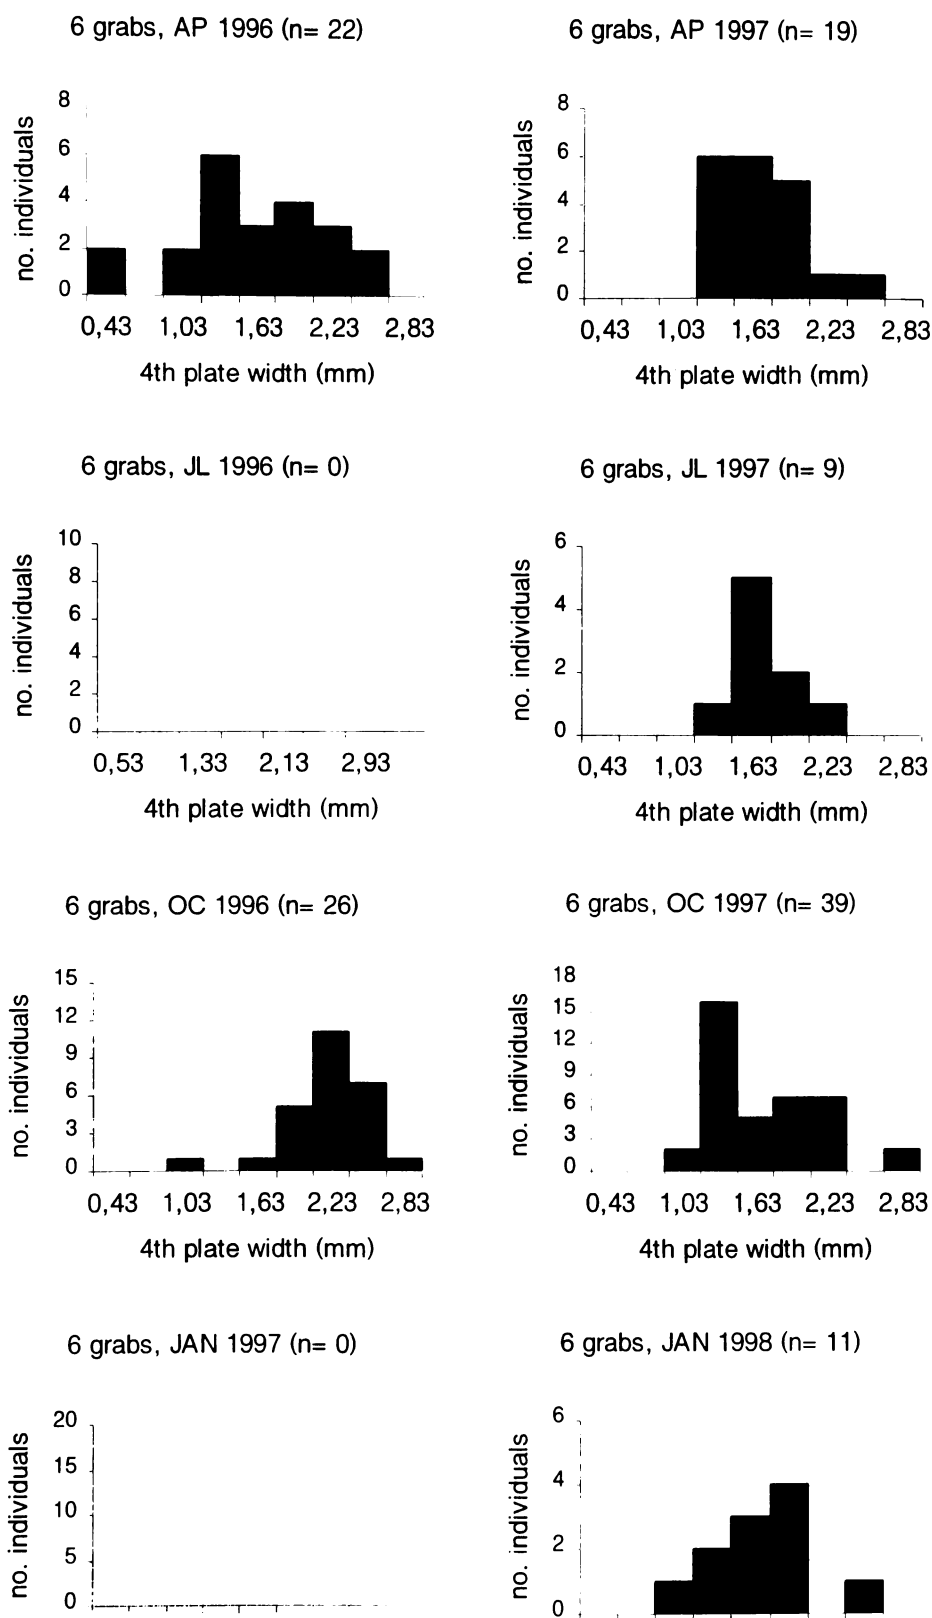 6 grabs, AP 1996 (n= 22)
no. individuals
8
6
4
2
0
0,43 1,03 1,63 2,23 2,83
4th plate width (mm)
6 grabs, AP 1997 (n= 19)
no. individuals
8
6
4
2
0
0,43 1,03 1,63 2,23 2,83
4th plate width (mm)
6 grabs, JL 1996 (n= 0)
no. individuals
10
8
6
4
2
0
0,53 1,33 2,13 2,93
4th plate width (mm)
6 grabs, JL 1997 (n= 9)
no. individuals
6
4
2
0
0,43 1,03 1,63 2,23 2,83
4th plate width (mm)
6 grabs, OC 1996 (n= 26)
no. individuals
15
12
9
6
3
0
0,43 1,03 1,63 2,23 2,83
4th plate width (mm)
6 grabs, OC 1997 (n= 39)
no. individuals
18
15
12
9
6
3
0
0,43 1,03 1,63 2,23 2,83
4th plate width (mm)
6 grabs, JAN 1997 (n= 0)
no. individuals
20
15
10
5
0
6 grabs, JAN 1998 (n= 11)
no. individuals
6
4
2
0